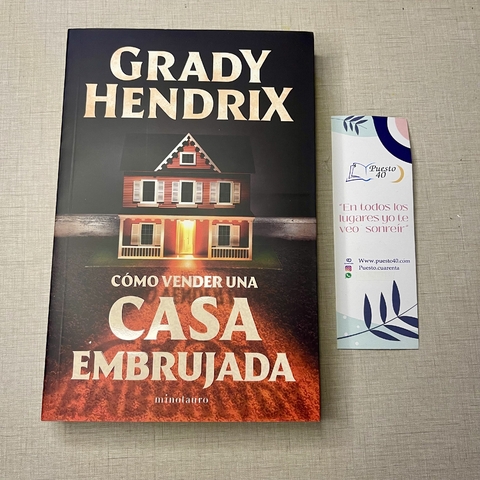 GRADY
HENDRIX
CÓMO VENDER UNA
CASA
EMBRUJADA
minotauro
Puesto
40
"En todos los
lugares yo te
veo sonreir"
Www.puesto40.com
Puesto.cuarenta